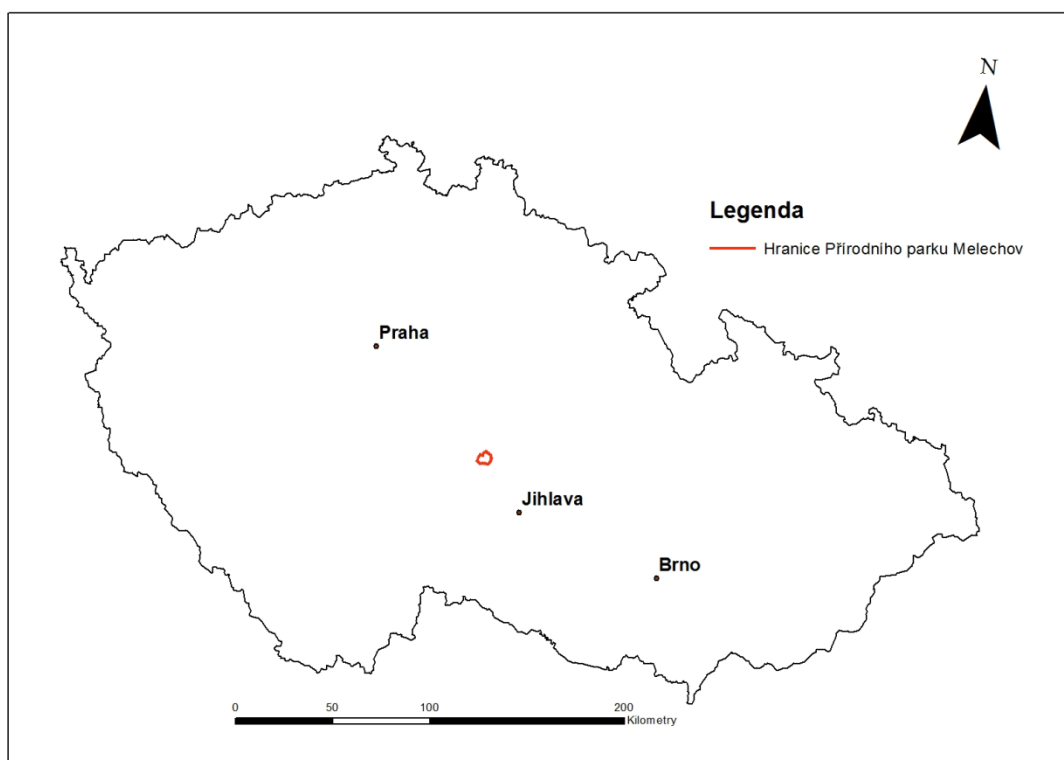 N
Legenda
Hranice Přírodního parku Melechov
Praha
Jihlava
Brno
0 50 100 200
Kilometry